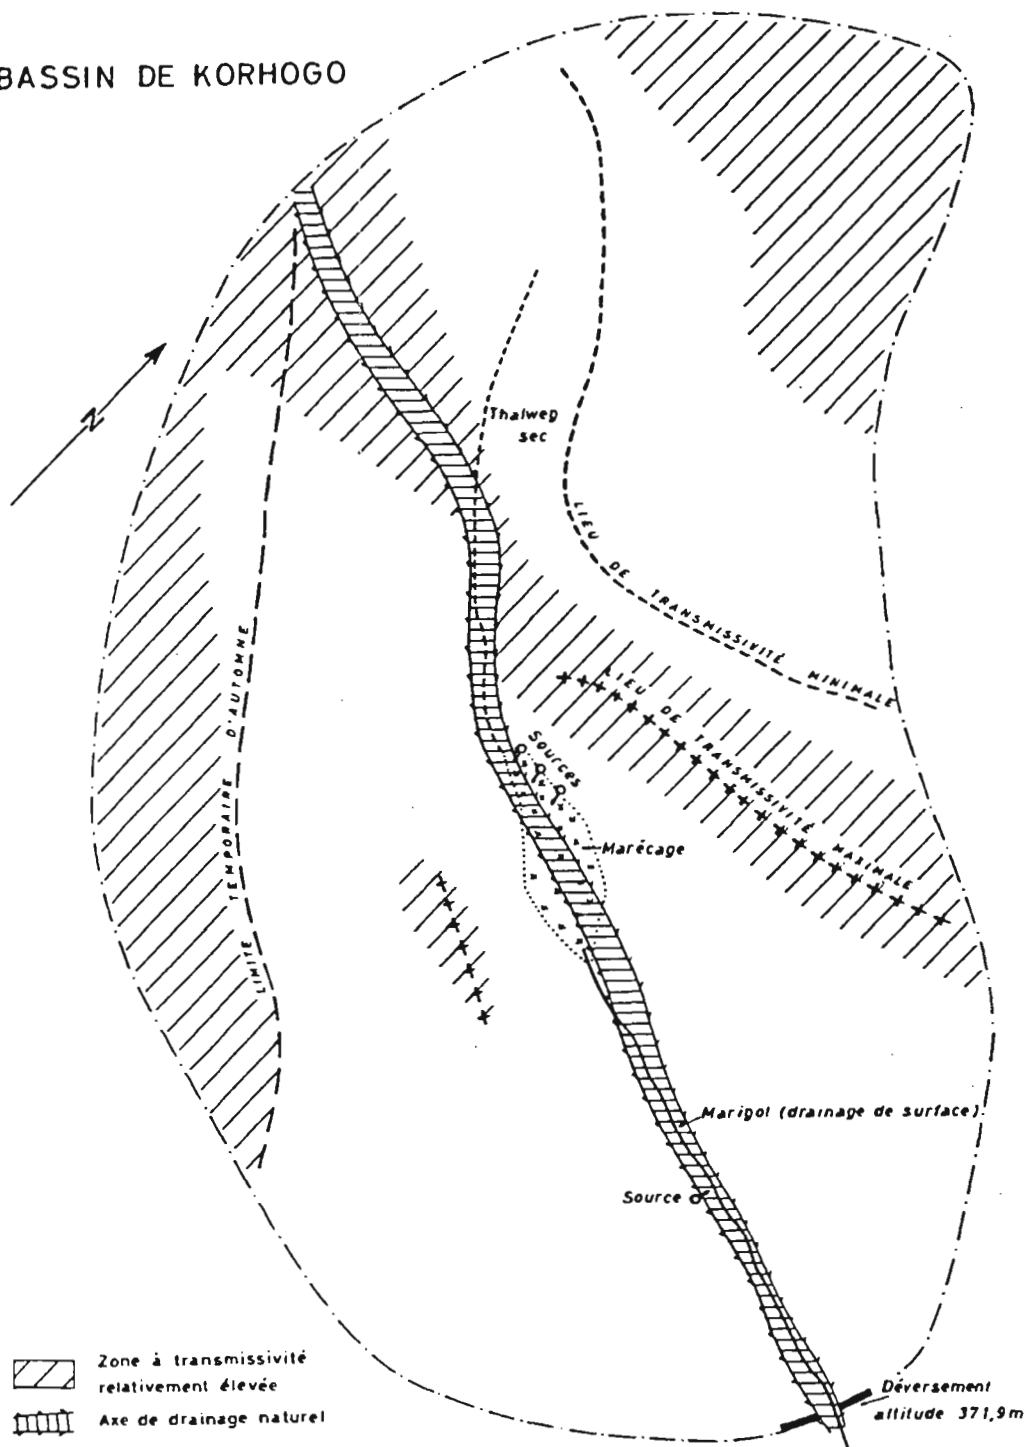 BASSIN DE KORHOGO
N
Thalweg
sec
LIEU DE TRANSMISSIVITÉ MINIMALE
LIEU DE TRANSMISSIVITÉ MAXIMALE
LIMITE TEMPORAIRE D'AUTOMNE
Sources
Marécage
Marigot (drainage de surface)
Source
Zone à transmissivité
relativement élevée
Axe de drainage naturel
Déversement
altitude 371,9m